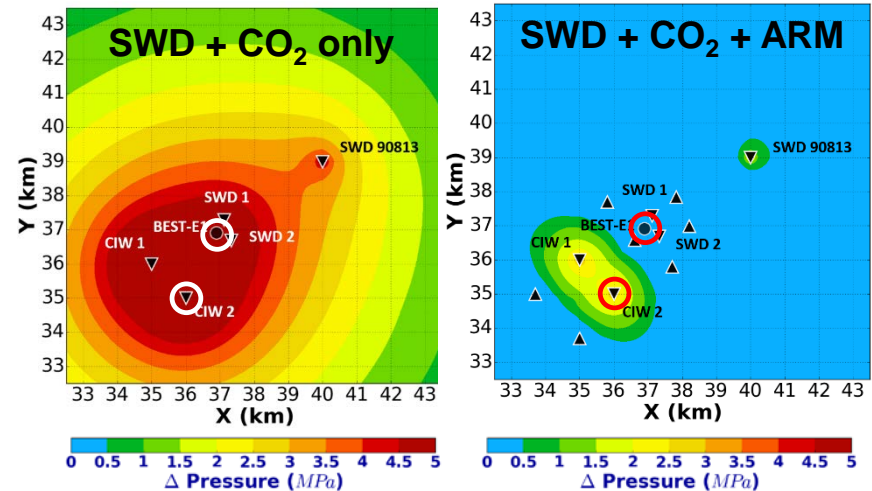 SWD + CO2 only
Y (km)
43
42
41
40
39
38
37
36
35
34
33
SWD 90813
SWD 1
BEST-E1
SWD 2
CIW 1
CIW 2
33 34 35 36 37 38 39 40 41 42 43
X (km)
0 0.5 1 1.5 2 2.5 3 3.5 4 4.5 5
Δ Pressure (MPa)
SWD + CO2 + ARM
Y (km)
43
42
41
40
39
38
37
36
35
34
33
SWD 90813
SWD 1
BEST-E1
SWD 2
CIW 1
CIW 2
33 34 35 36 37 38 39 40 41 42 43
X (km)
0 0.5 1 1.5 2 2.5 3 3.5 4 4.5 5
Δ Pressure (MPa)